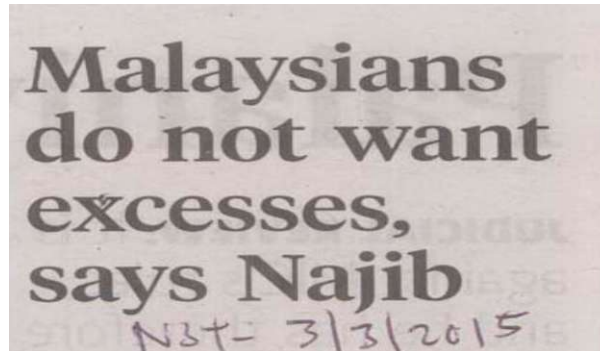 Malaysians
do not want
excesses,
says Najib
NST- 3/3/2015